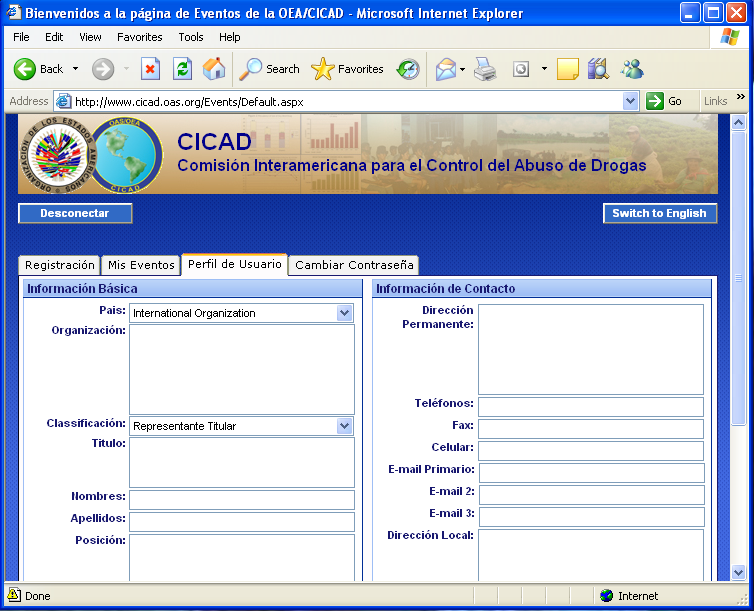 Bienvenidos a la página de Eventos de la OEA/CICAD - Microsoft Internet Explorer
File Edit View Favorites Tools Help
Back Search Favorites
Address http://www.cicad.oas.org/Events/Default.aspx Go Links »
ORGANIZACION DE LOS ESTADOS AMERICANOS
OAS/OEA
CICAD
CICAD
Comisión Interamericana para el Control del Abuso de Drogas
Desconectar Switch to English
Registración Mis Eventos Perfil de Usuario Cambiar Contraseña
Información Básica
Pais: International Organization
Organización:
Classificación: Representante Titular
Titulo:
Nombres:
Apellidos:
Posición:
Información de Contacto
Dirección
Permanente:
Teléfonos:
Fax:
Celular:
E-mail Primario:
E-mail 2:
E-mail 3:
Dirección Local:
Done Internet